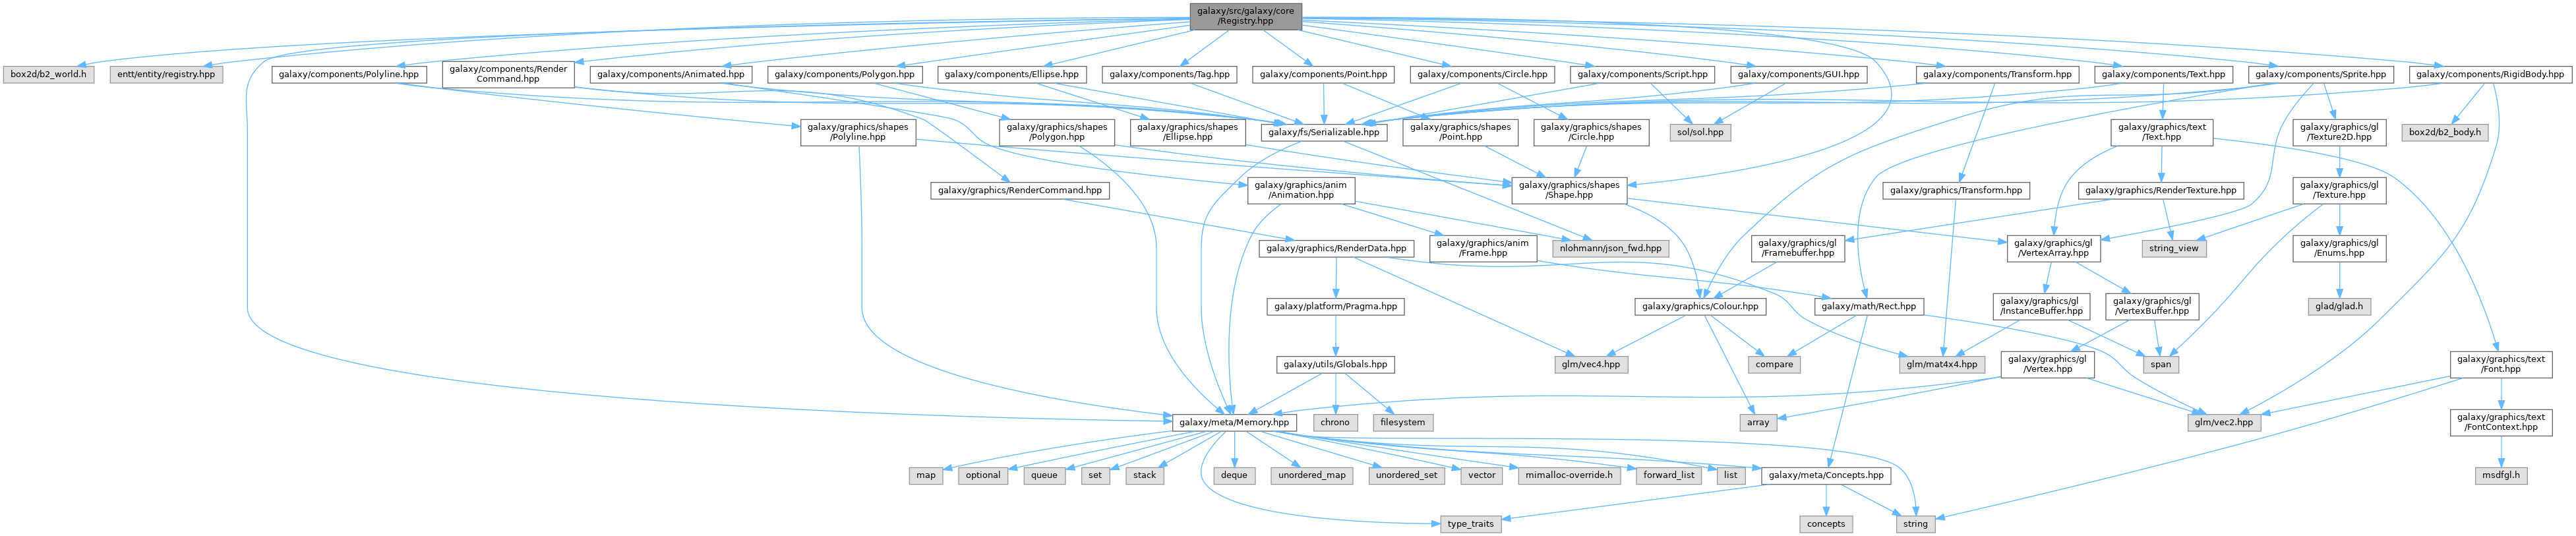 galaxy/src/galaxy/core
/Registry.hpp
box2d/b2_world.h
entt/entity/registry.hpp
galaxy/components/Polyline.hpp
galaxy/components/Render
Command.hpp
galaxy/components/Animated.hpp
galaxy/components/Polygon.hpp
galaxy/components/Ellipse.hpp
galaxy/components/Tag.hpp
galaxy/components/Point.hpp
galaxy/components/Circle.hpp
galaxy/components/Script.hpp
galaxy/components/GUI.hpp
galaxy/components/Transform.hpp
galaxy/components/Text.hpp
galaxy/components/Sprite.hpp
galaxy/components/RigidBody.hpp
galaxy/graphics/shapes
/Polyline.hpp
galaxy/graphics/shapes
/Polygon.hpp
galaxy/graphics/shapes
/Ellipse.hpp
galaxy/fs/Serializable.hpp
galaxy/graphics/shapes
/Point.hpp
galaxy/graphics/shapes
/Circle.hpp
sol/sol.hpp
galaxy/graphics/text
/Text.hpp
galaxy/graphics/gl
/Texture2D.hpp
box2d/b2_body.h
galaxy/graphics/RenderCommand.hpp
galaxy/graphics/anim
/Animation.hpp
galaxy/graphics/shapes
/Shape.hpp
galaxy/graphics/Transform.hpp
galaxy/graphics/RenderTexture.hpp
galaxy/graphics/gl
/Texture.hpp
galaxy/graphics/RenderData.hpp
galaxy/graphics/anim
/Frame.hpp
nlohmann/json_fwd.hpp
galaxy/graphics/gl
/Framebuffer.hpp
galaxy/graphics/gl
/VertexArray.hpp
string_view
galaxy/graphics/gl
/Enums.hpp
galaxy/platform/Pragma.hpp
galaxy/graphics/Colour.hpp
galaxy/math/Rect.hpp
galaxy/graphics/gl
/InstanceBuffer.hpp
galaxy/graphics/gl
/VertexBuffer.hpp
glad/glad.h
galaxy/utils/Globals.hpp
glm/vec4.hpp
compare
glm/mat4x4.hpp
galaxy/graphics/gl
/Vertex.hpp
span
galaxy/graphics/text
/Font.hpp
galaxy/meta/Memory.hpp
chrono
filesystem
array
glm/vec2.hpp
galaxy/graphics/text
/FontContext.hpp
map
optional
queue
set
stack
deque
unordered_map
unordered_set
vector
mimalloc-override.h
forward_list
list
galaxy/meta/Concepts.hpp
msdfgl.h
type_traits
concepts
string